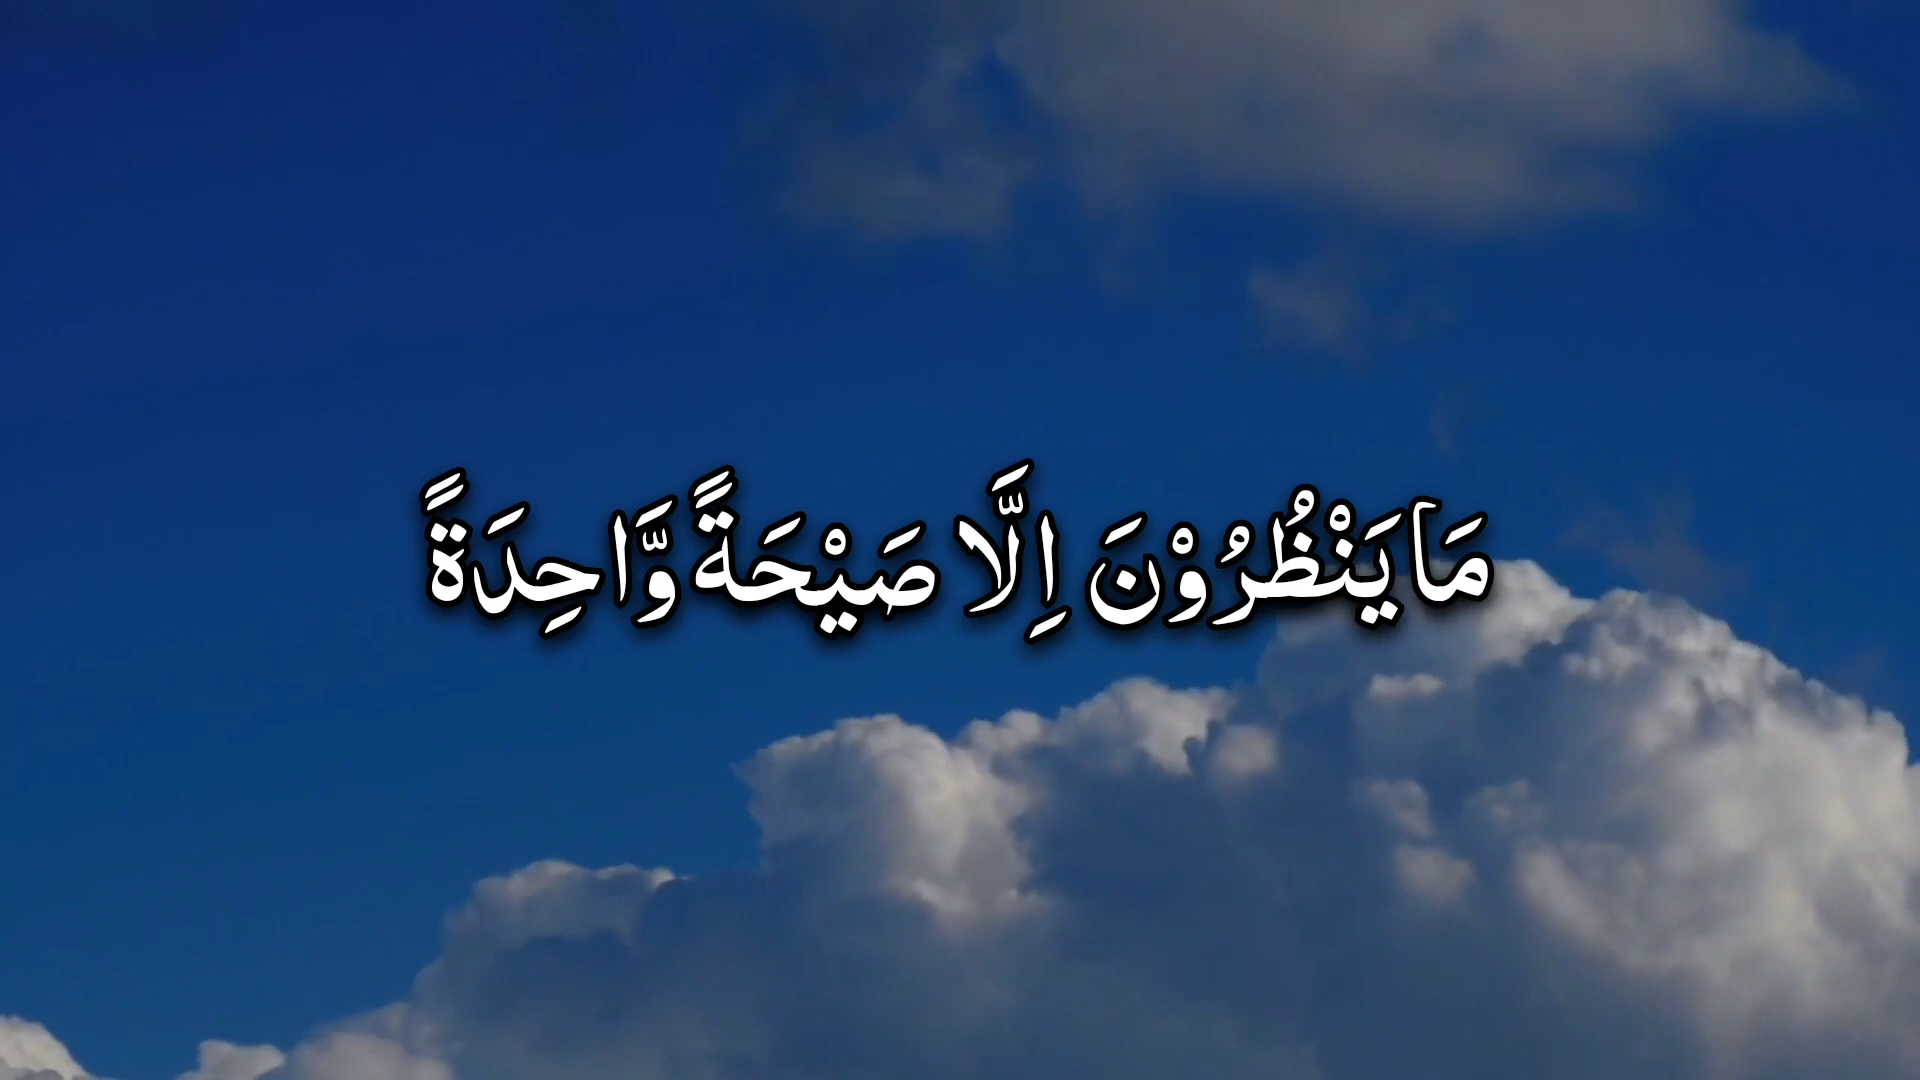 مَا يَنْظُرُوْنَ اِلَّا صَيْحَةً وَّاحِدَةً